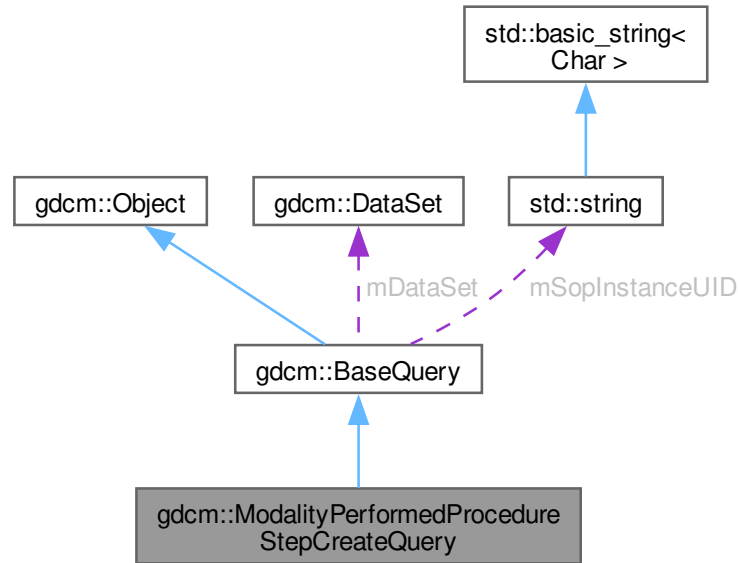 std::basic_string<
Char >
gdcm::Object
gdcm::DataSet
std::string
mDataSet
mSopInstanceUID
gdcm::BaseQuery
gdcm::ModalityPerformedProcedure
StepCreateQuery